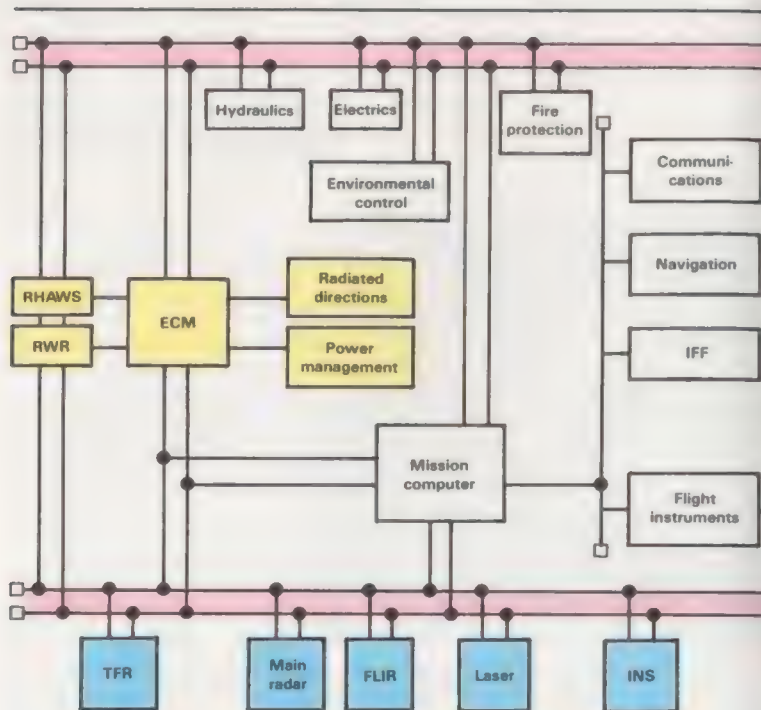 Hydraulics
Electrics
Fire
protection
Environmental
control
Communi-
cations
Navigation
IFF
Flight
instruments
RHAWS
RWR
ECM
Radiated
directions
Power
management
Mission
computer
TFR
Main
radar
FLIR
Laser
INS